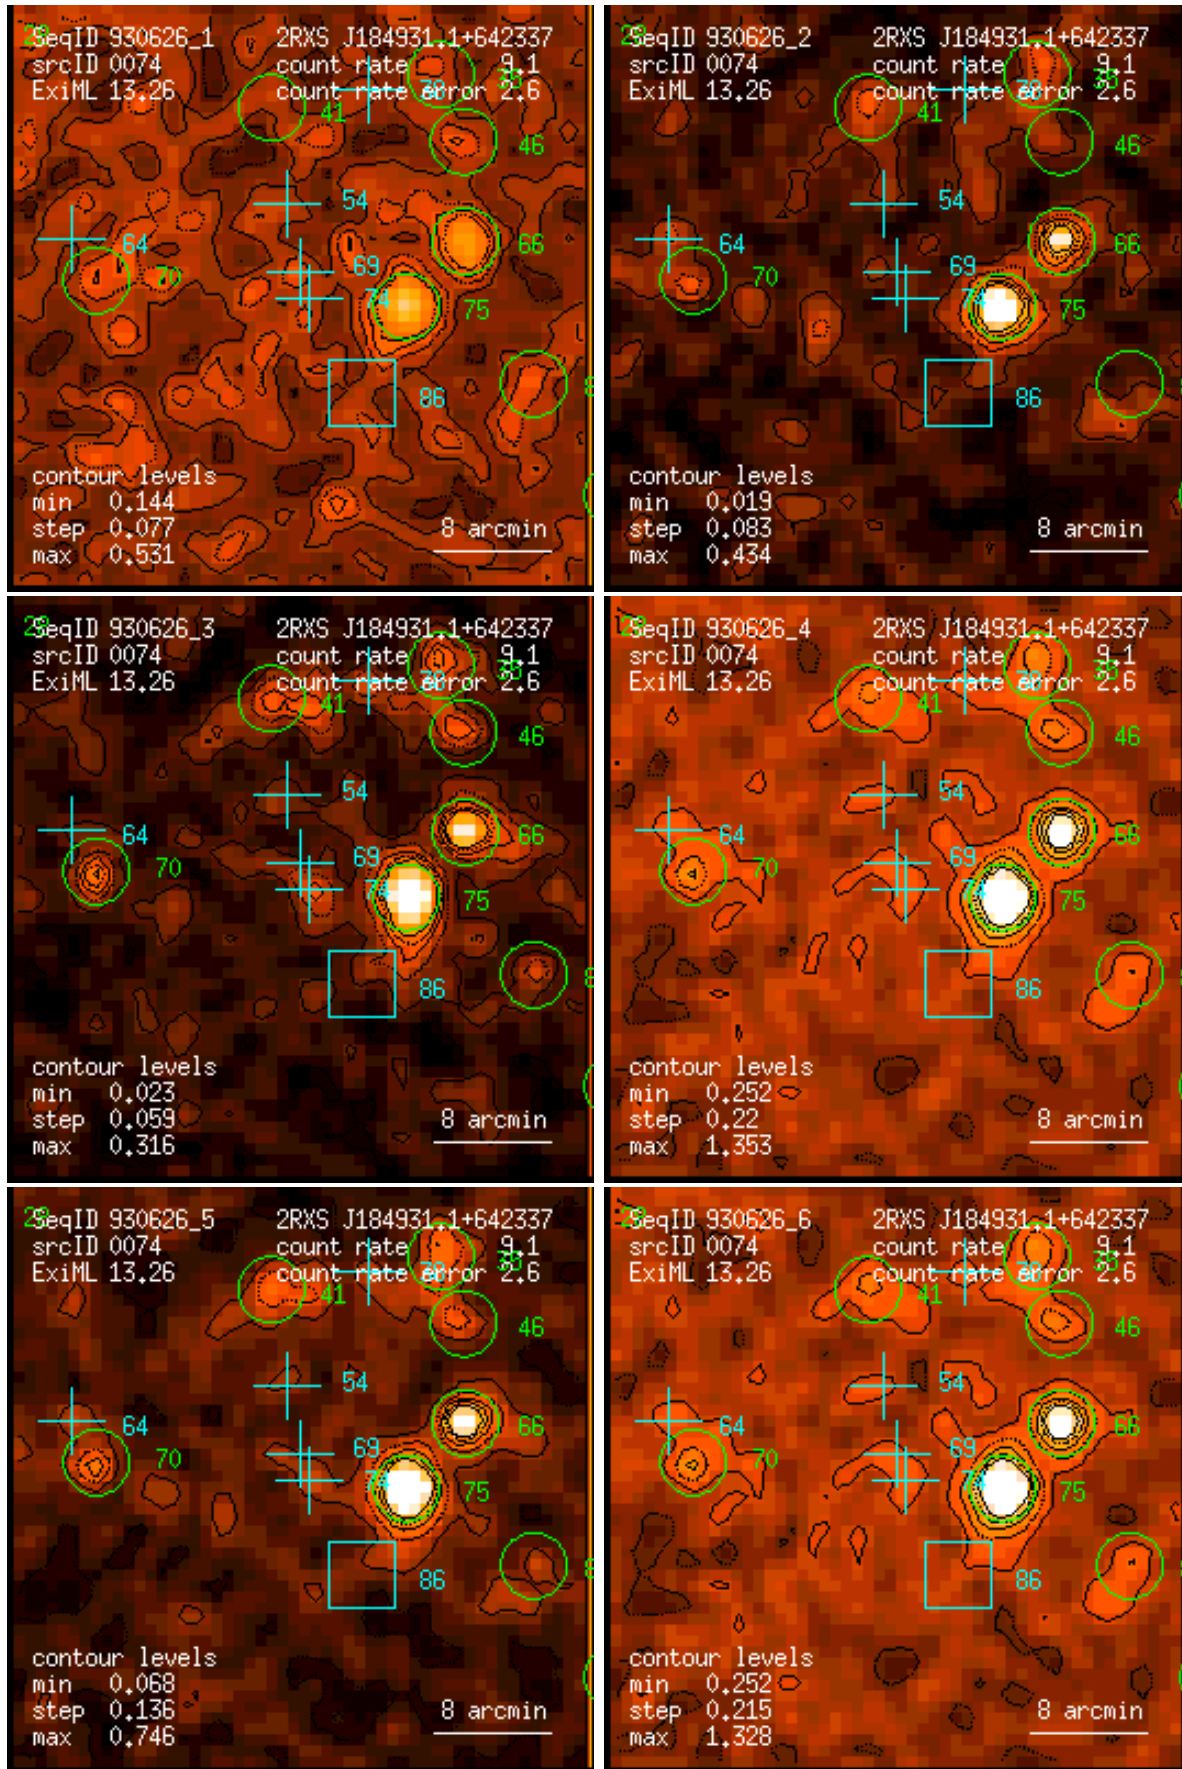 SeqID 930626_1 2RXS J184931.1+642337
srcID 0074 count rate 9.1
ExiML 13.26 count rate error 2.6
41
46
54
64
66
69
70
74
75
86
contour levels
min 0.144
step 0.077 8 arcmin
max 0.531
SeqID 930626_2 2RXS J184931.1+642337
srcID 0074 count rate 9.1
ExiML 13.26 count rate error 2.6
41
46
54
64
66
69
70
74
75
86
contour levels
min 0.019
step 0.083 8 arcmin
max 0.434
SeqID 930626_3 2RXS J184931.1+642337
srcID 0074 count rate 9.1
ExiML 13.26 count rate error 2.6
41
46
54
64
66
69
70
74
75
86
contour levels
min 0.023
step 0.059 8 arcmin
max 0.316
SeqID 930626_4 2RXS J184931.1+642337
srcID 0074 count rate 9.1
ExiML 13.26 count rate error 2.6
41
46
54
64
66
69
70
74
75
86
contour levels
min 0.252
step 0.22 8 arcmin
max 1.353
SeqID 930626_5 2RXS J184931.1+642337
srcID 0074 count rate 9.1
ExiML 13.26 count rate error 2.6
41
46
54
64
66
69
70
74
75
86
contour levels
min 0.068
step 0.136 8 arcmin
max 0.746
SeqID 930626_6 2RXS J184931.1+642337
srcID 0074 count rate 9.1
ExiML 13.26 count rate error 2.6
41
46
54
64
66
69
70
74
75
86
contour levels
min 0.252
step 0.215 8 arcmin
max 1.328